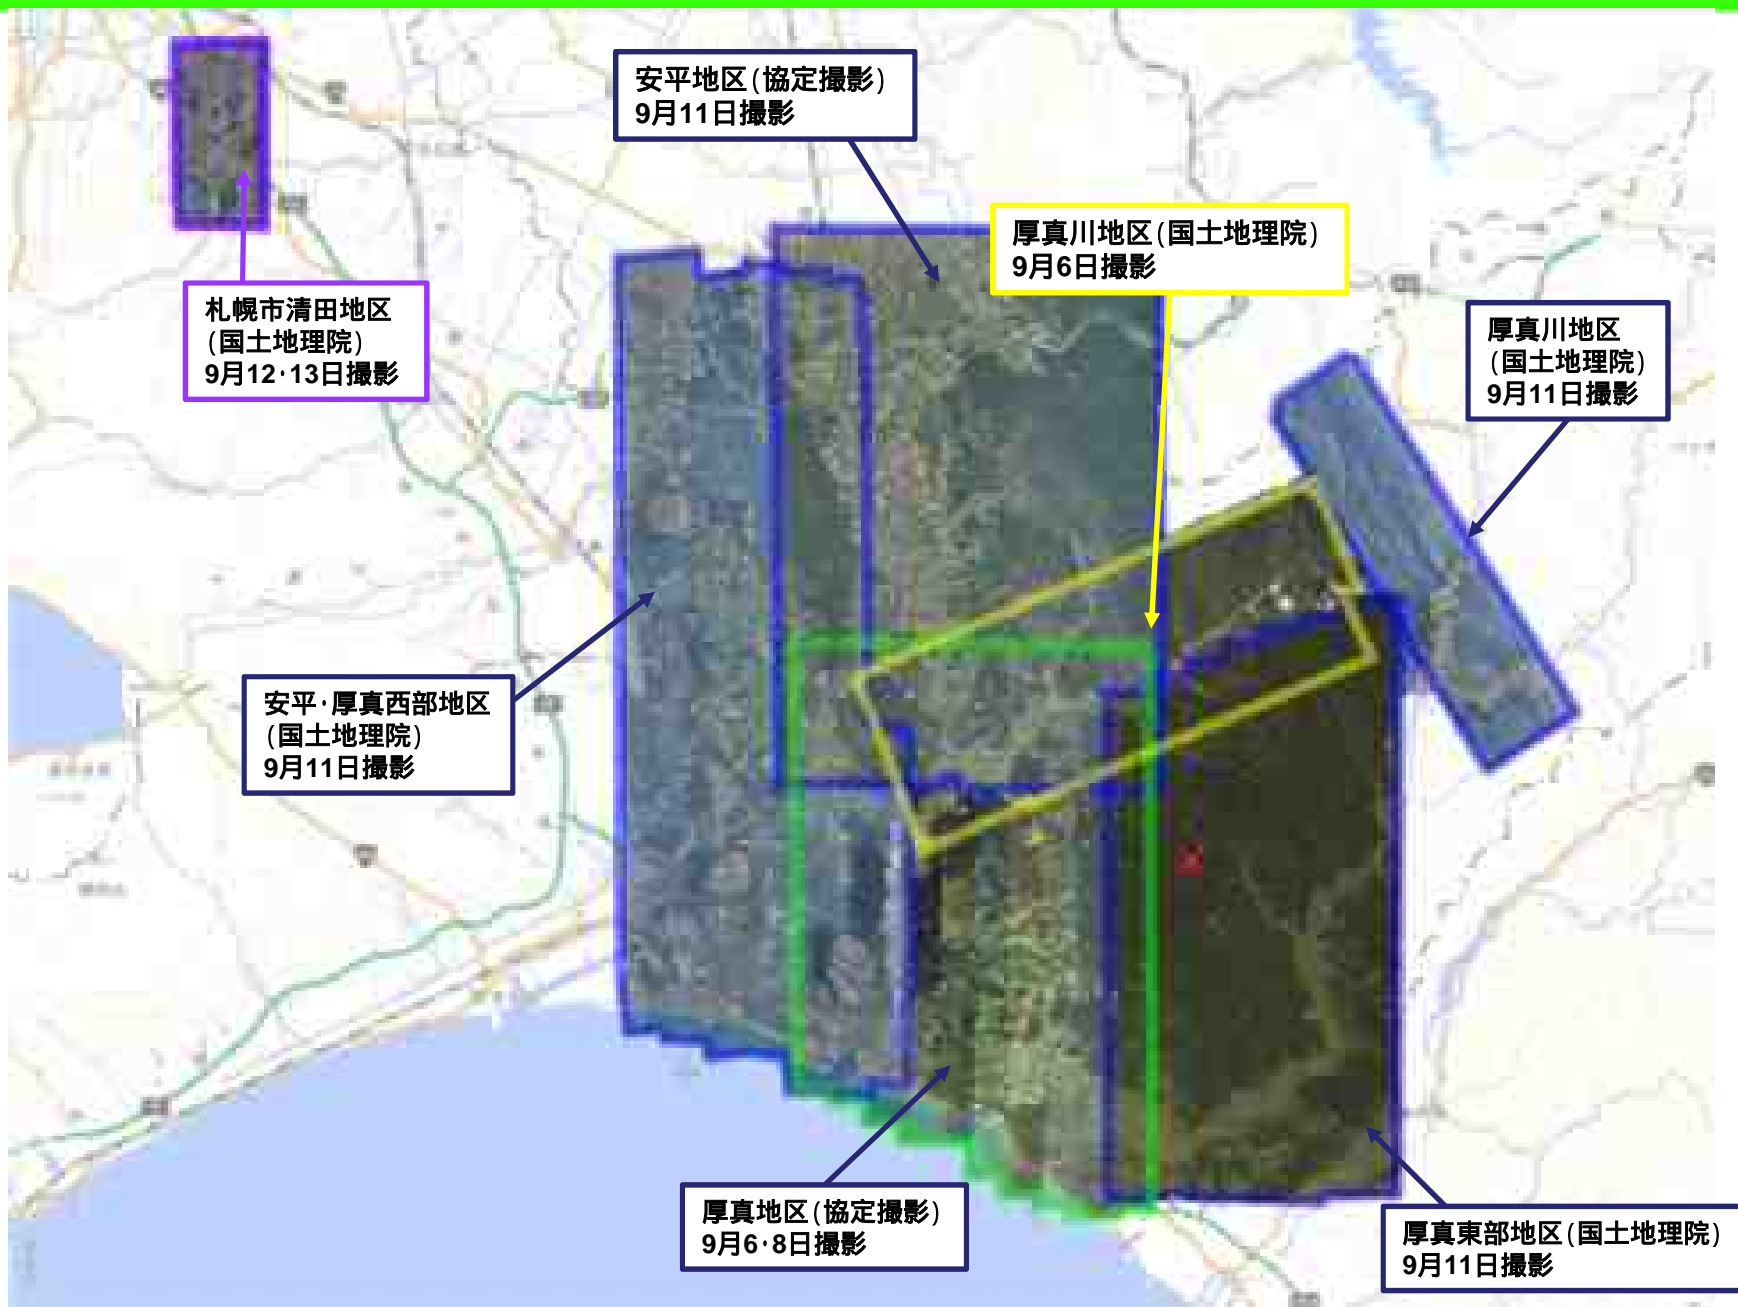 安平地区(協定撮影)
9月11日撮影
厚真川地区(国土地理院)
9月6日撮影
札幌市清田地区
(国土地理院)
9月12・13日撮影
厚真川地区
(国土地理院)
9月11日撮影
安平・厚真西部地区
(国土地理院)
9月11日撮影
厚真地区(協定撮影)
9月6・8日撮影
厚真東部地区(国土地理院)
9月11日撮影